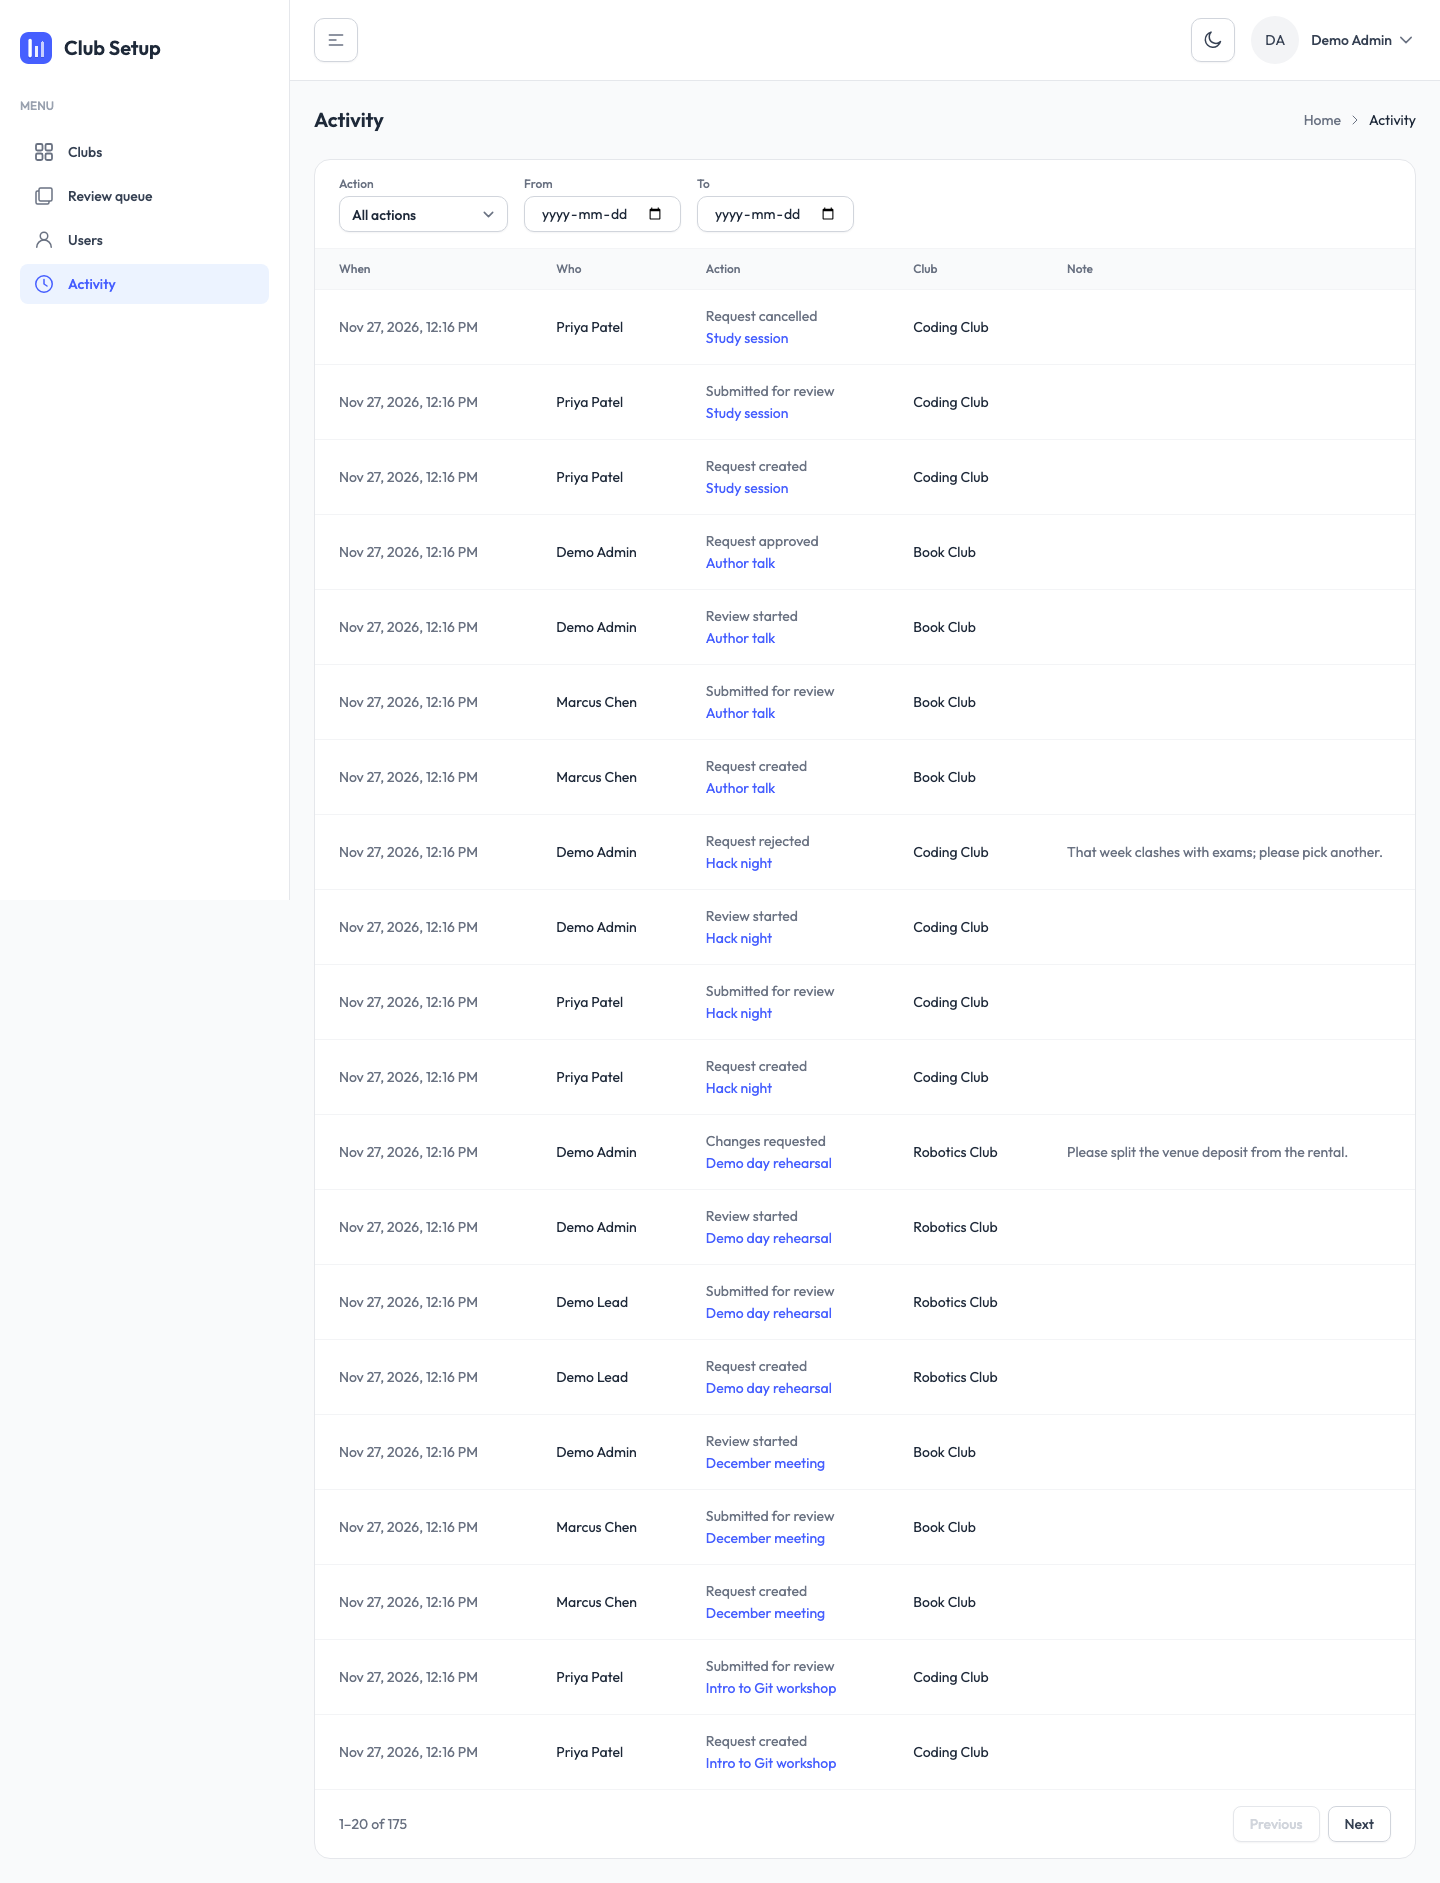 Club Setup
MENU
Clubs
Review queue
Users
Activity
DA
Demo Admin
Activity
Home
Activity
Action
From
To
All actions
yyyy-mm-dd
yyyy-mm-dd
When
Who
Action
Club
Note
Nov 27, 2026, 12:16 PM
Priya Patel
Request cancelled
Study session
Coding Club
Nov 27, 2026, 12:16 PM
Priya Patel
Submitted for review
Study session
Coding Club
Nov 27, 2026, 12:16 PM
Priya Patel
Request created
Study session
Coding Club
Nov 27, 2026, 12:16 PM
Demo Admin
Request approved
Author talk
Book Club
Nov 27, 2026, 12:16 PM
Demo Admin
Review started
Author talk
Book Club
Nov 27, 2026, 12:16 PM
Marcus Chen
Submitted for review
Author talk
Book Club
Nov 27, 2026, 12:16 PM
Marcus Chen
Request created
Author talk
Book Club
Nov 27, 2026, 12:16 PM
Demo Admin
Request rejected
Hack night
Coding Club
That week clashes with exams; please pick another.
Nov 27, 2026, 12:16 PM
Demo Admin
Review started
Hack night
Coding Club
Nov 27, 2026, 12:16 PM
Priya Patel
Submitted for review
Hack night
Coding Club
Nov 27, 2026, 12:16 PM
Priya Patel
Request created
Hack night
Coding Club
Nov 27, 2026, 12:16 PM
Demo Admin
Changes requested
Demo day rehearsal
Robotics Club
Please split the venue deposit from the rental.
Nov 27, 2026, 12:16 PM
Demo Admin
Review started
Demo day rehearsal
Robotics Club
Nov 27, 2026, 12:16 PM
Demo Lead
Submitted for review
Demo day rehearsal
Robotics Club
Nov 27, 2026, 12:16 PM
Demo Lead
Request created
Demo day rehearsal
Robotics Club
Nov 27, 2026, 12:16 PM
Demo Admin
Review started
December meeting
Book Club
Nov 27, 2026, 12:16 PM
Marcus Chen
Submitted for review
December meeting
Book Club
Nov 27, 2026, 12:16 PM
Marcus Chen
Request created
December meeting
Book Club
Nov 27, 2026, 12:16 PM
Priya Patel
Submitted for review
Intro to Git workshop
Coding Club
Nov 27, 2026, 12:16 PM
Priya Patel
Request created
Intro to Git workshop
Coding Club
1–20 of 175
Previous
Next